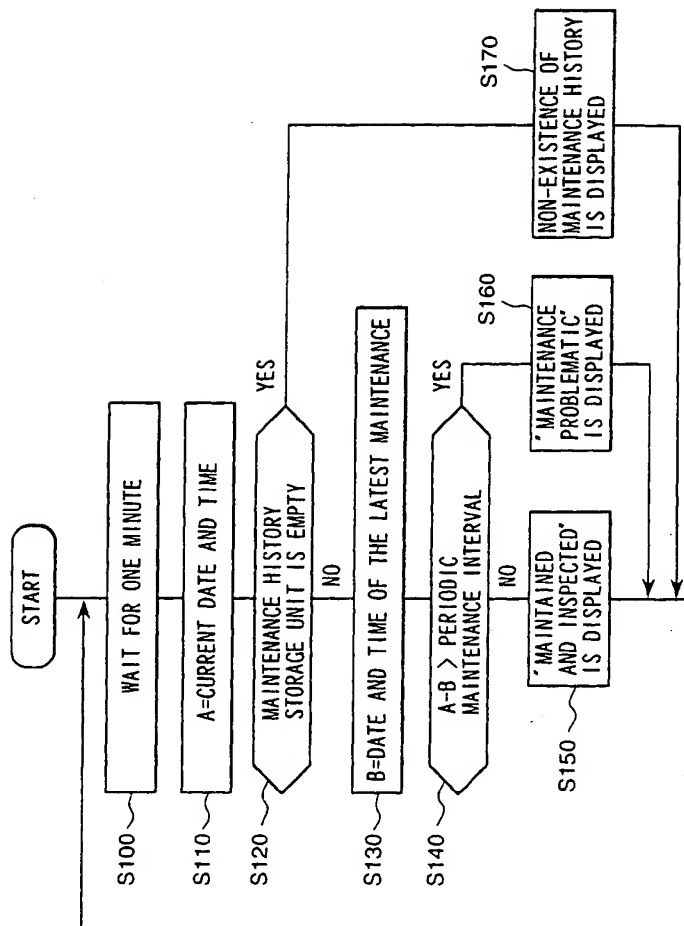 START
S100
WAIT FOR ONE MINUTE
S110
A=CURRENT DATE AND TIME
S120
MAINTENANCE HISTORY
STORAGE UNIT IS EMPTY
YES
NO
S130
B=DATE AND TIME OF THE LATEST MAINTENANCE
S140
A-B > PERIODIC
MAINTENANCE INTERVAL
YES
NO
S150
"MAINTAINED
AND INSPECTED"
IS DISPLAYED
S160
"MAINTENANCE
PROBLEMATIC"
IS DISPLAYED
S170
NON-EXISTENCE OF
MAINTENANCE HISTORY
IS DISPLAYED